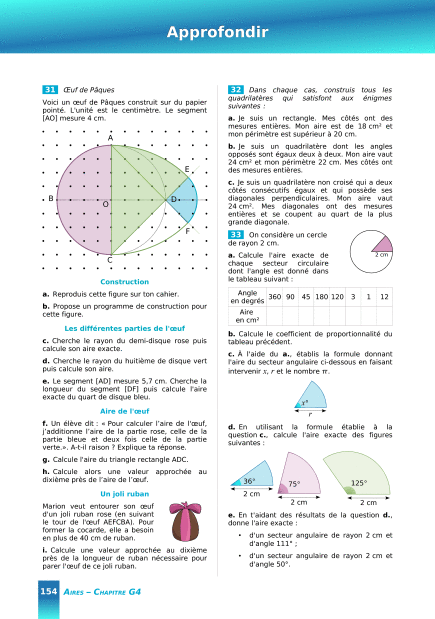 Approfondir
31 Œuf de Pâques
Voici un œuf de Pâques construit sur du papier
pointé. L'unité est le centimètre. Le segment
[AO] mesure 4 cm.
A
E
B
O
D
F
C
Construction
a. Reproduis cette figure sur ton cahier.
b. Propose un programme de construction pour
cette figure.
Les différentes parties de l'œuf
c. Cherche le rayon du demi-disque rose puis
calcule son aire exacte.
d. Cherche le rayon du huitième de disque vert
puis calcule son aire.
e. Le segment [AD] mesure 5,7 cm. Cherche la
longueur du segment [DF] puis calcule l'aire
exacte du quart de disque bleu.
Aire de l'œuf
f. Un élève dit : « Pour calculer l'aire de l'œuf,
j'additionne l'aire de la partie rose, celle de la
partie bleue et deux fois celle de la partie
verte.». A-t-il raison ? Explique ta réponse.
g. Calcule l'aire du triangle rectangle ADC.
h. Calcule alors une valeur approchée au
dixième près de l'aire de l'œuf.
Un joli ruban
Marion veut entourer son œuf
d'un joli ruban rose (en suivant
le tour de l'œuf AEFCBA). Pour
former la cocarde, elle a besoin
en plus de 40 cm de ruban.
i. Calcule une valeur approchée au dixième
près de la longueur de ruban nécessaire pour
parer l'œuf de ce joli ruban.
32 Dans chaque cas, construis tous les
quadrilatères qui satisfont aux énigmes
suivantes :
a. Je suis un rectangle. Mes côtés ont des
mesures entières. Mon aire est de 18 cm² et
mon périmètre est supérieur à 20 cm.
b. Je suis un quadrilatère dont les angles
opposés sont égaux deux à deux. Mon aire vaut
24 cm² et mon périmètre 22 cm. Mes côtés ont
des mesures entières.
c. Je suis un quadrilatère non croisé qui a deux
côtés consécutifs égaux et qui possède ses
diagonales perpendiculaires. Mon aire vaut
24 cm². Mes diagonales ont des mesures
entières et se coupent au quart de la plus
grande diagonale.
33 On considère un cercle
de rayon 2 cm.
2 cm
a. Calcule l'aire exacte de
chaque secteur circulaire
dont l'angle est donné dans
le tableau suivant :
Angle
en degrés 360 90 45 180 120 3 1 12
Aire
en cm²
b. Calcule le coefficient de proportionnalité du
tableau précédent.
c. À l'aide du a., établis la formule donnant
l'aire du secteur angulaire ci-dessous en faisant
intervenir x, r et le nombre π.
x°
r
d. En utilisant la formule établie à la
question c., calcule l'aire exacte des figures
suivantes :
36°
75°
125°
2 cm
2 cm
2 cm
e. En t'aidant des résultats de la question d.,
donne l'aire exacte :
• d'un secteur angulaire de rayon 2 cm et
d'angle 111° ;
• d'un secteur angulaire de rayon 2 cm et
d'angle 50°.
154 AIRES – CHAPITRE G4